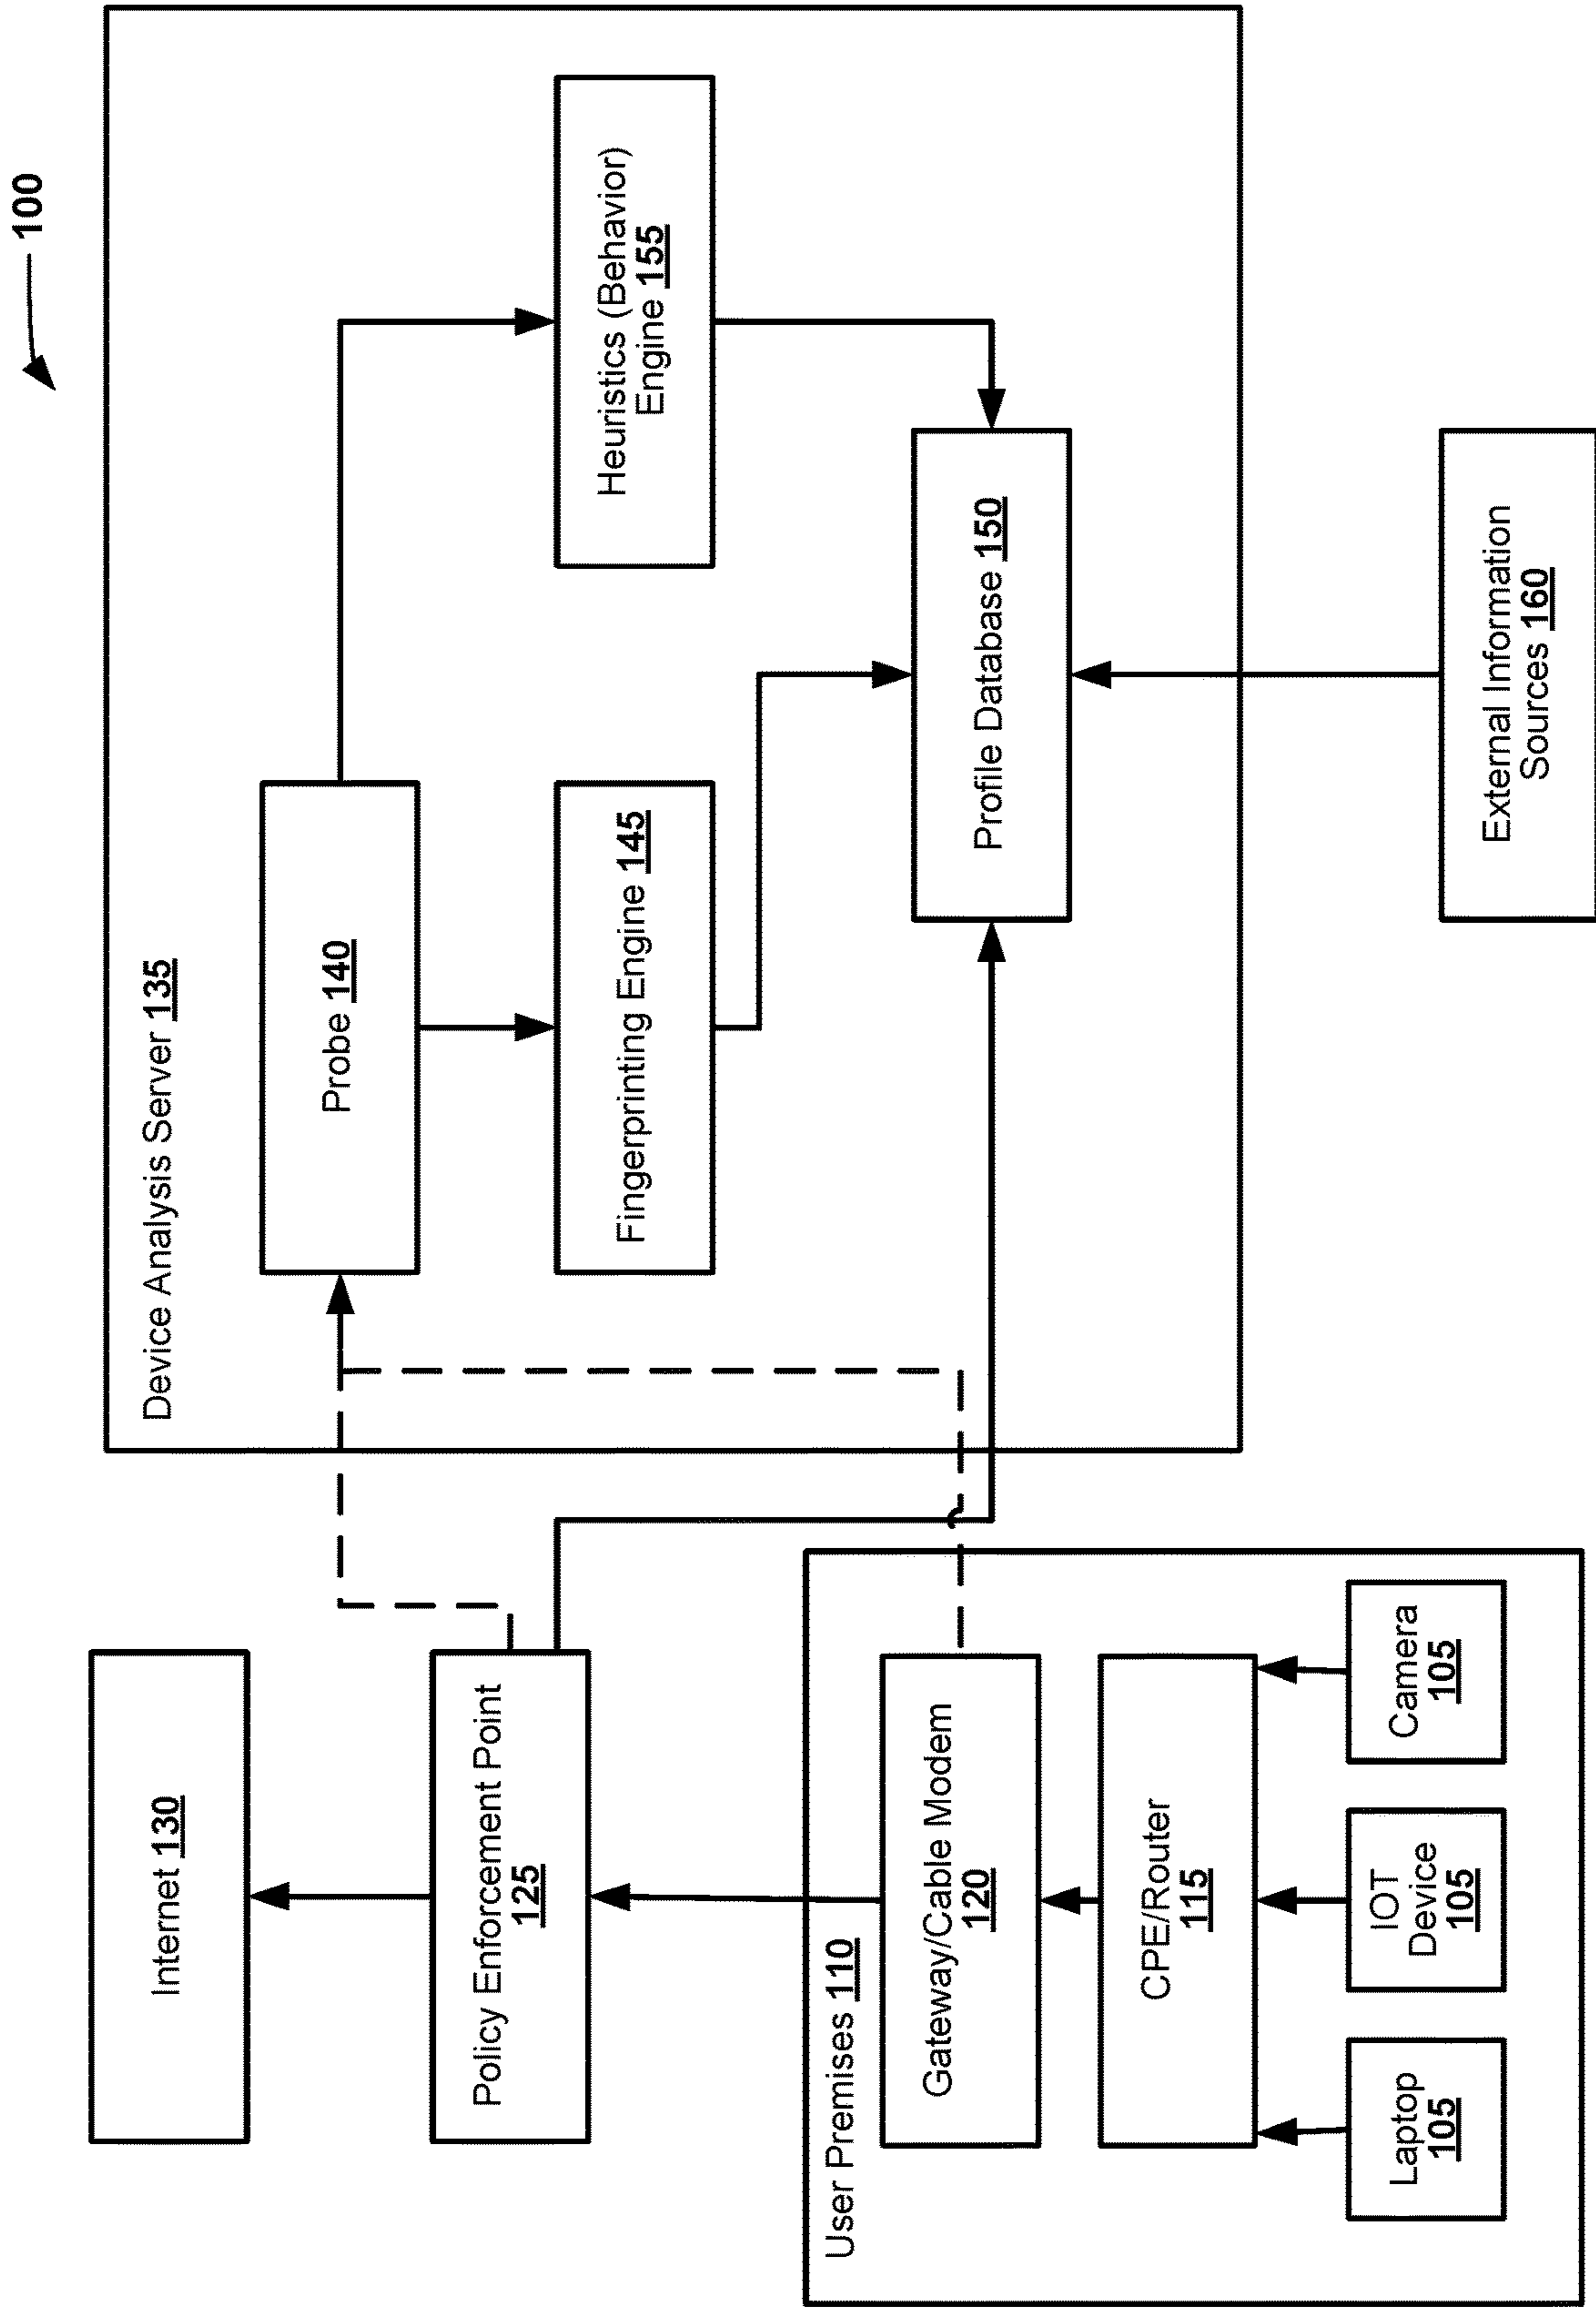 100
Internet 130
Policy Enforcement Point
125
User Premises 110
Gateway/Cable Modem
120
CPE/Router
115
Laptop
105
IOT
Device
105
Camera
105
Device Analysis Server 135
Probe 140
Fingerprinting Engine 145
Heuristics (Behavior)
Engine 155
Profile Database 150
External Information
Sources 160